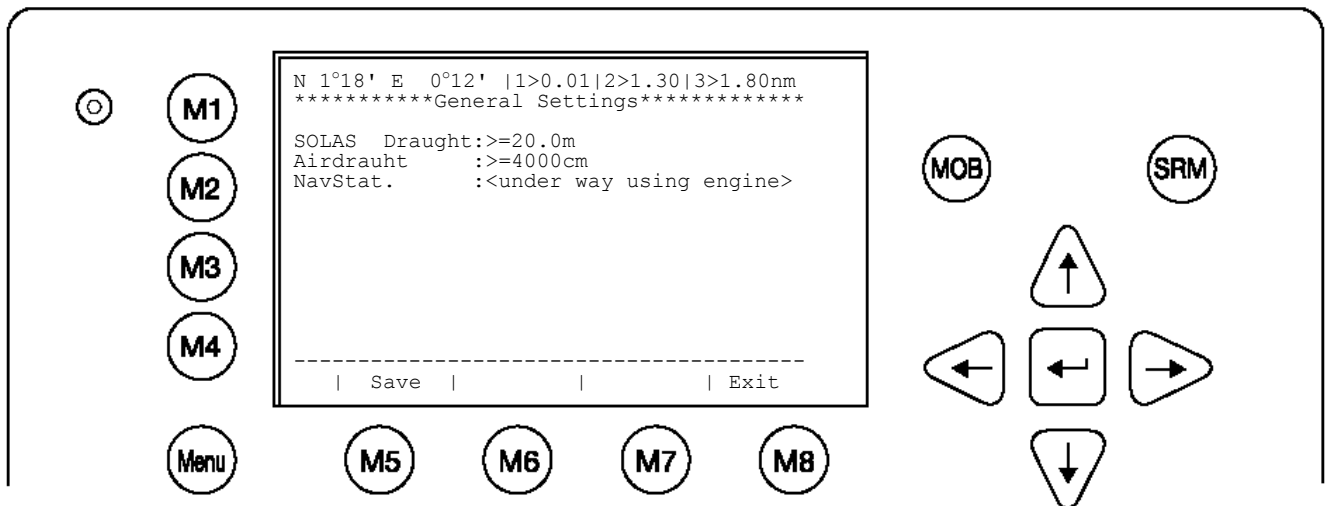 N 1°18' E  0°12' |1>0.01|2>1.30|3>1.80nm
***********General Settings*************
SOLAS  Draught:>=20.0m
Airdrauht     :>=4000cm
NavStat.      :<under way using engine>
----------------------------------------
| Save |         |         | Exit
M1
M2
M3
M4
MOB
SRM
Menu
M5
M6
M7
M8